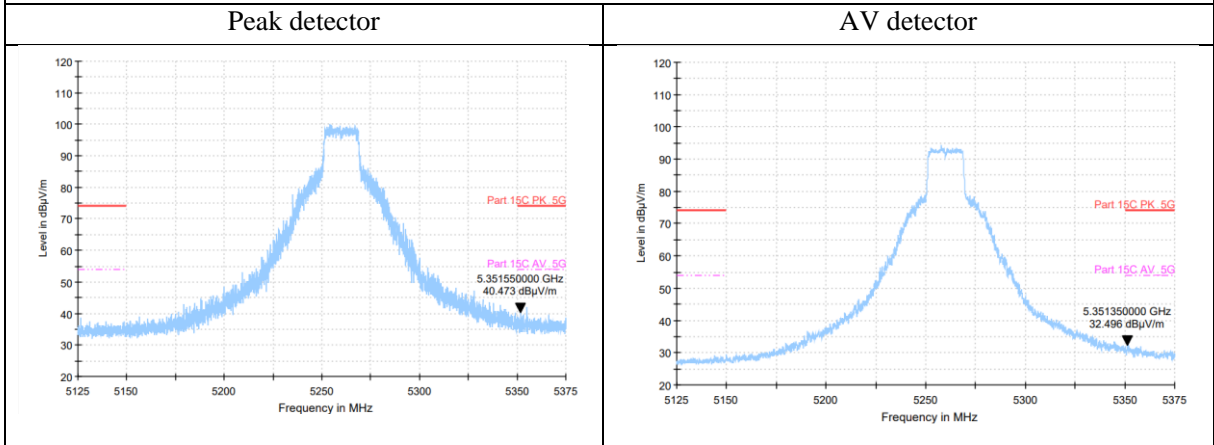 Peak detector
AV detector
120
110
100
90
80
70
60
50
40
30
20
Level in dBµV/m
Part 15C PK_5G
Part 15C AV_5G
5.351550000 GHz
40.473 dBµV/m
5125
5150
5200
5250
5300
5350
5375
Frequency in MHz
120
110
100
90
80
70
60
50
40
30
20
Level in dBµV/m
Part 15C PK_5G
Part 15C AV_5G
5.351350000 GHz
32.496 dBµV/m
5125
5150
5200
5250
5300
5350
5375
Frequency in MHz